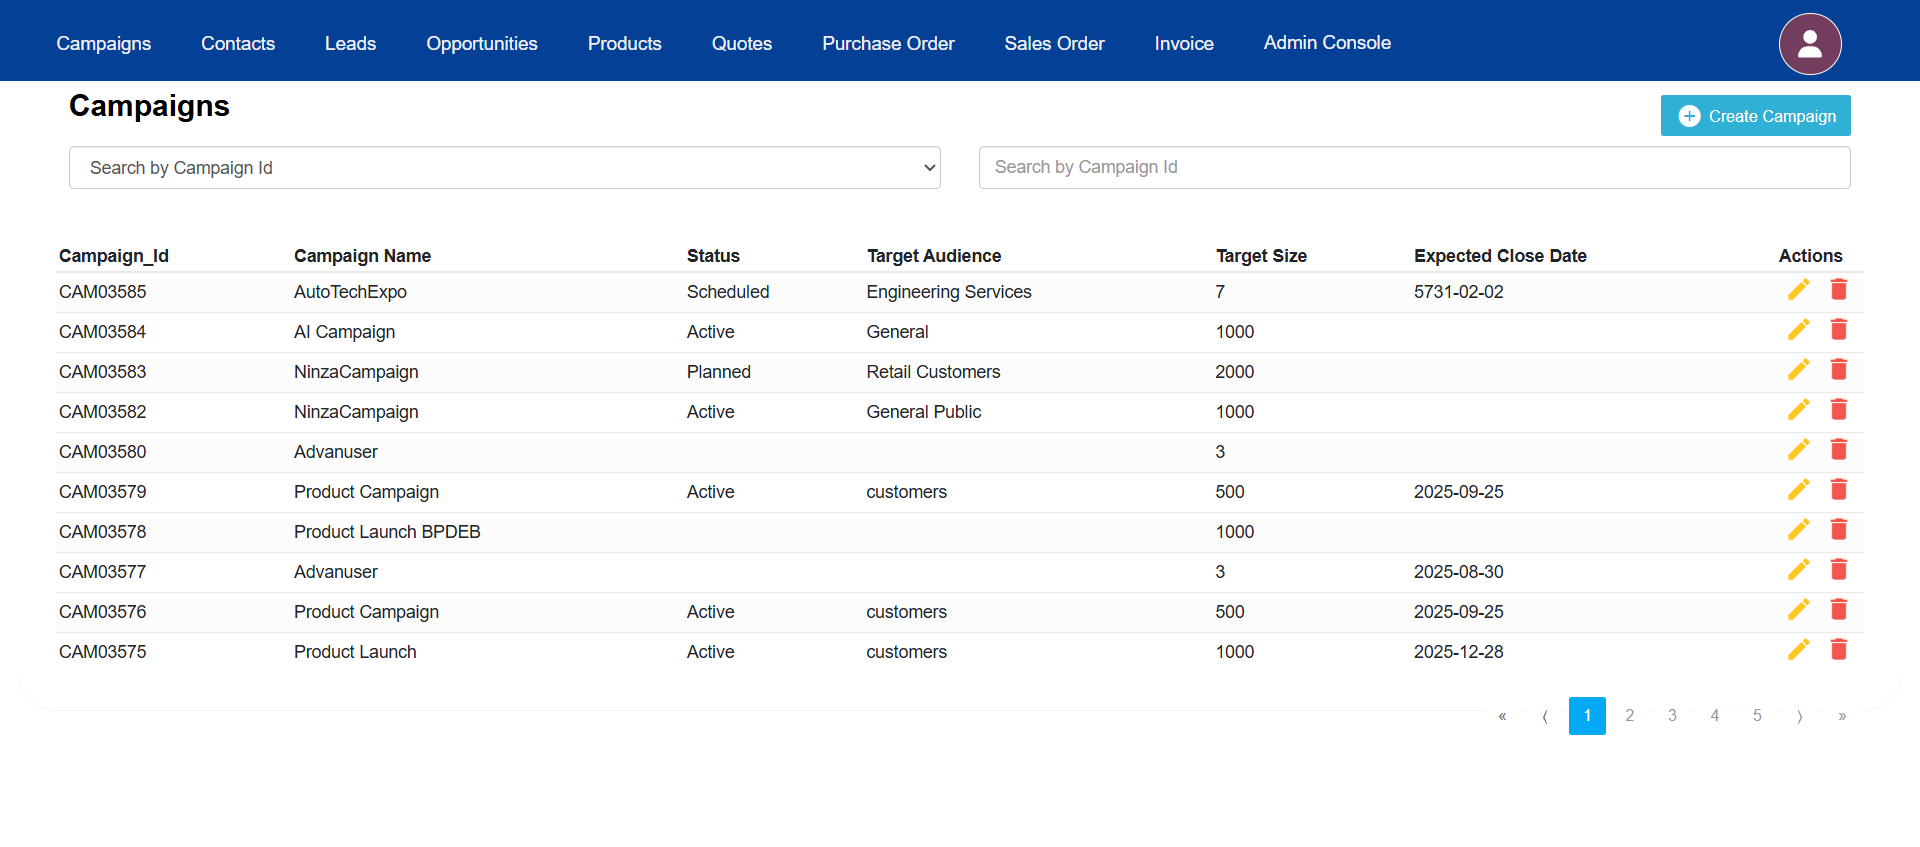 Campaigns Contacts Leads Opportunities Products Quotes Purchase Order Sales Order Invoice Admin Console
Campaigns
Create Campaign
Search by Campaign Id Search by Campaign Id
Campaign_Id Campaign Name Status Target Audience Target Size Expected Close Date Actions
CAM03585 AutoTechExpo Scheduled Engineering Services 7 5731-02-02
CAM03584 AI Campaign Active General 1000
CAM03583 NinzaCampaign Planned Retail Customers 2000
CAM03582 NinzaCampaign Active General Public 1000
CAM03580 Advanuser 3
CAM03579 Product Campaign Active customers 500 2025-09-25
CAM03578 Product Launch BPDEB 1000
CAM03577 Advanuser 3 2025-08-30
CAM03576 Product Campaign Active customers 500 2025-09-25
CAM03575 Product Launch Active customers 1000 2025-12-28
« ⟨ 1 2 3 4 5 ⟩ »